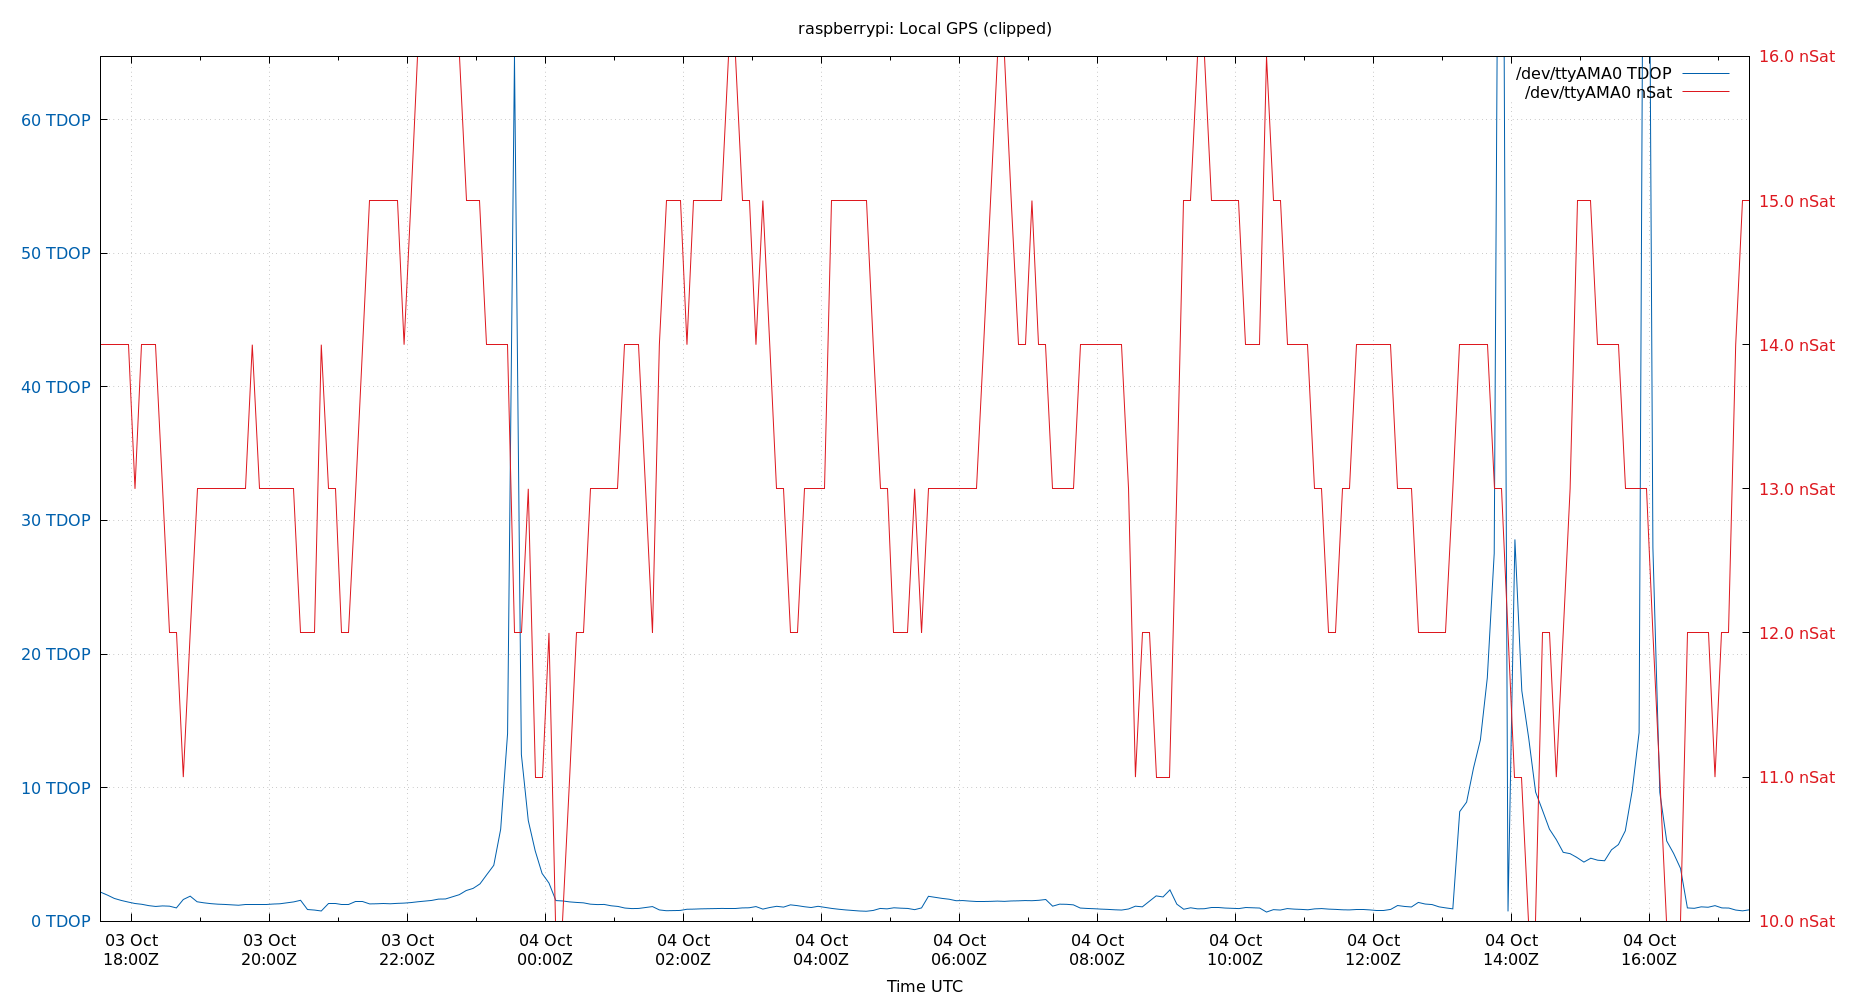 raspberrypi: Local GPS (clipped)
/dev/ttyAMA0 TDOP
/dev/ttyAMA0 nSat
60 TDOP
50 TDOP
40 TDOP
30 TDOP
20 TDOP
10 TDOP
0 TDOP
16.0 nSat
15.0 nSat
14.0 nSat
13.0 nSat
12.0 nSat
11.0 nSat
10.0 nSat
03 Oct 03 Oct 03 Oct 04 Oct 04 Oct 04 Oct 04 Oct 04 Oct 04 Oct 04 Oct 04 Oct 04 Oct
18:00Z 20:00Z 22:00Z 00:00Z 02:00Z 04:00Z 06:00Z 08:00Z 10:00Z 12:00Z 14:00Z 16:00Z
Time UTC